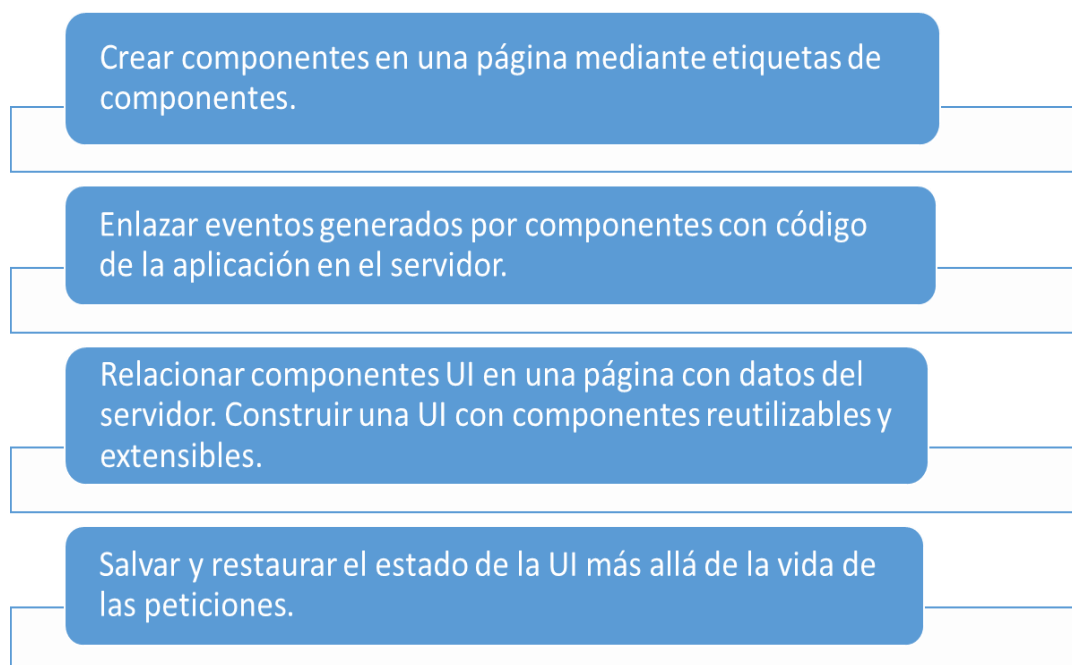 Crear componentes en una página mediante etiquetas de
componentes.
Enlazar eventos generados por componentes con código
de la aplicación en el servidor.
Relacionar componentes UI en una página con datos del
servidor. Construir una UI con componentes reutilizables y
extensibles.
Salvar y restaurar el estado de la UI más allá de la vida de
las peticiones.